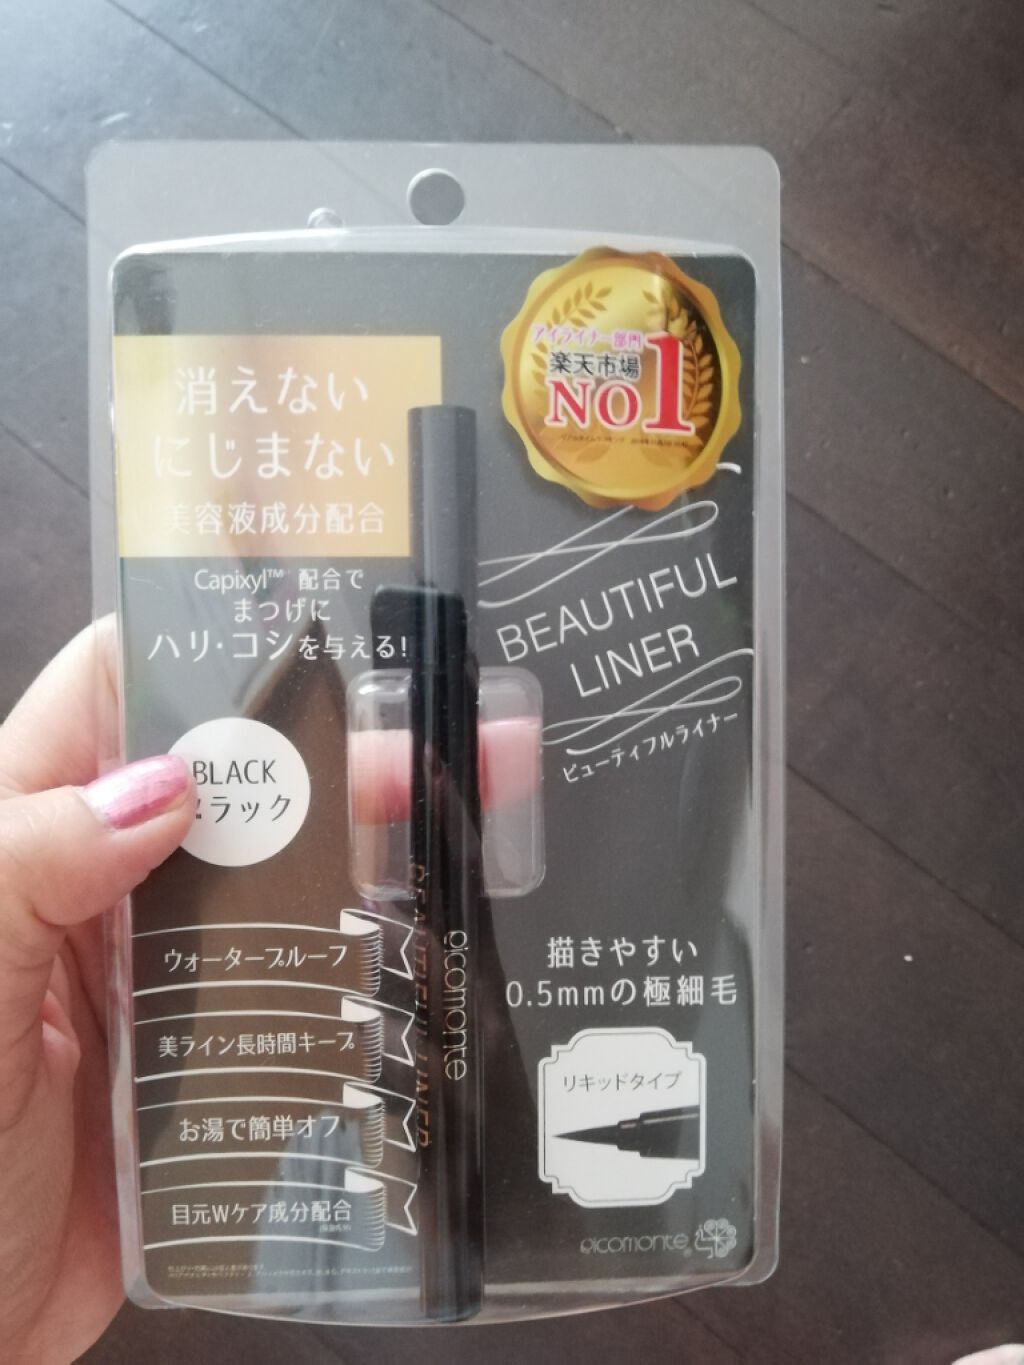 アイライナー部門
楽天市場
NO1
消えない
にじまない
美容液成分配合
Capixyl™ 配合で
まつげに
ハリ・コシを与える!
BEAUTIFUL
LINER
ビューティフルライナー
BLACK
ラック
ウォータープルーフ
美ライン長時間キープ
お湯で簡単オフ
目元Wケア成分配合
picomonte
BEAUTIFUL LINER
描きやすい
0.5mmの極細毛
リキッドタイプ
picomonte